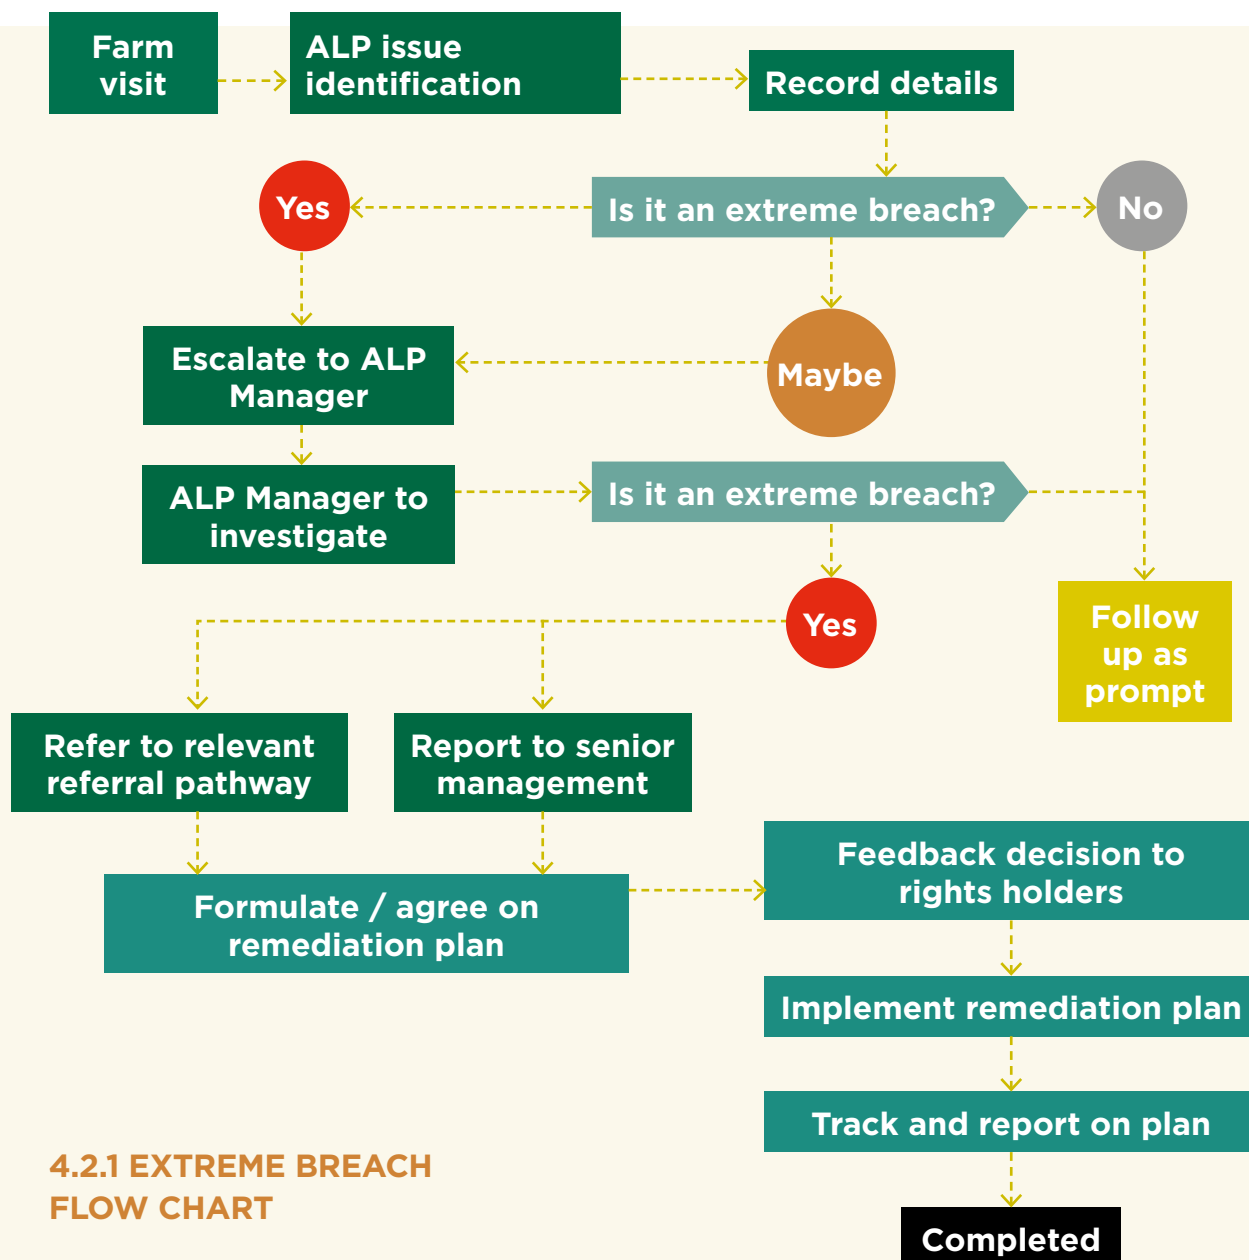 Farm
visit
ALP issue
identification
Record details
Yes
Is it an extreme breach?
No
Escalate to ALP
Manager
Maybe
ALP Manager to
investigate
Is it an extreme breach?
Yes
Follow
up as
prompt
Refer to relevant
referral pathway
Report to senior
management
Formulate / agree on
remediation plan
Feedback decision to
rights holders
Implement remediation plan
Track and report on plan
Completed
4.2.1 EXTREME BREACH
FLOW CHART